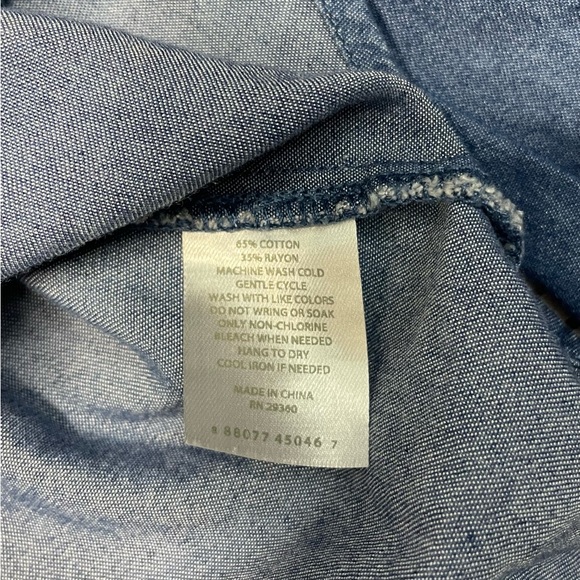 65% COTTON
35% RAYON
MACHINE WASH COLD
GENTLE CYCLE
WASH WITH LIKE COLORS
DO NOT WRING OR SOAK
ONLY NON-CHLORINE
BLEACH WHEN NEEDED
HANG TO DRY
COOL IRON IF NEEDED
MADE IN CHINA
RN 29360
8 88077 45046 7